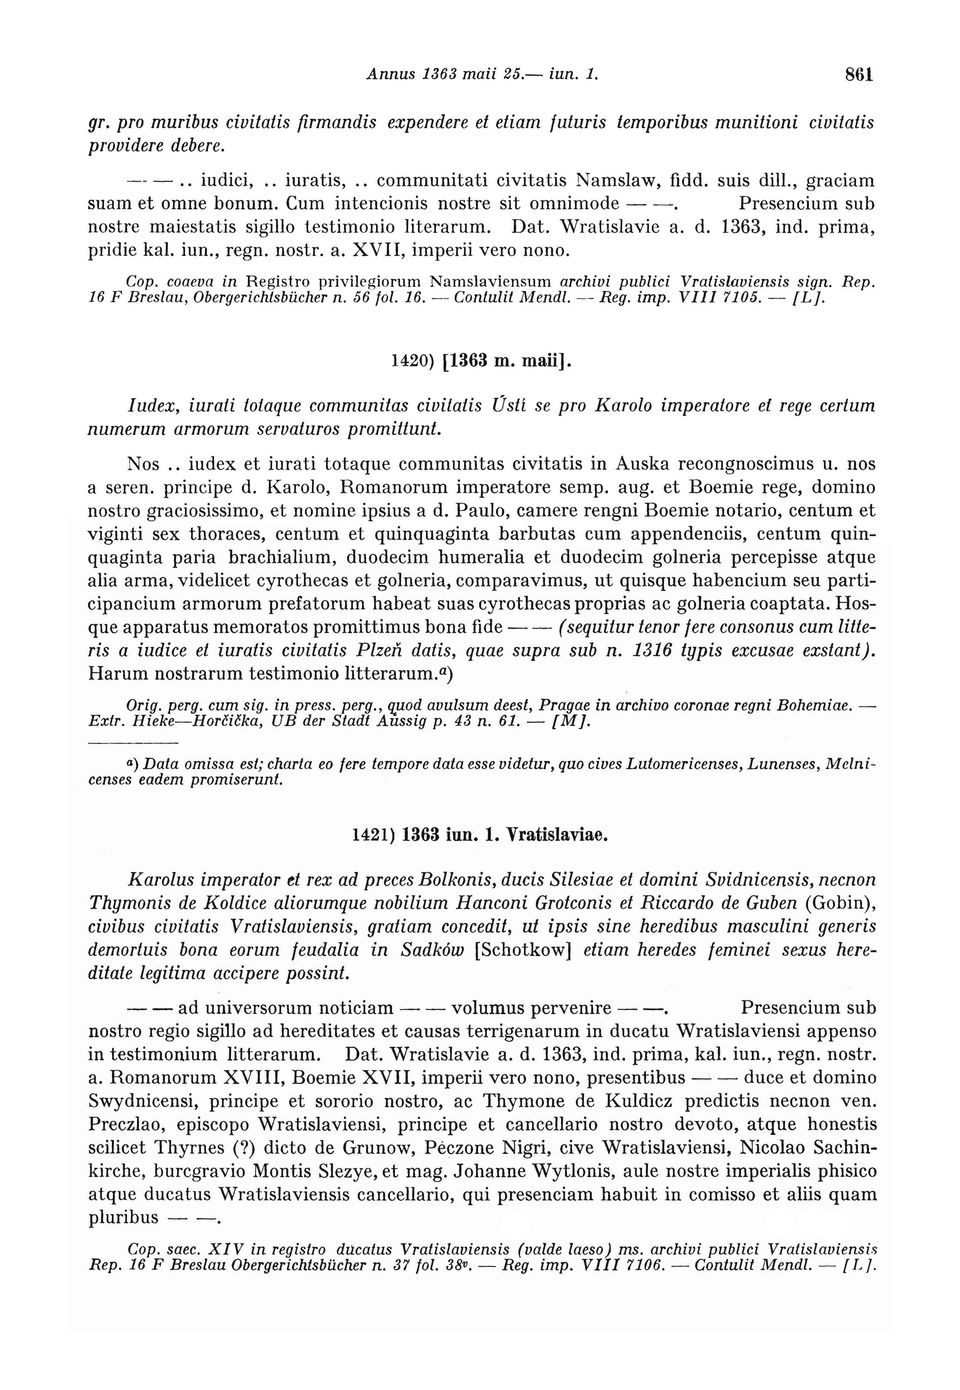 Annus 1363 maii 25.— iun. 1. 861
gr. pro muribus civitatis firmandis expendere et etiam futuris temporibus munitioni civitatis
providere debere.
— — .. iudici, .. iuratis, .. communitati civitatis Namslaw, fidd. suis dill., graciam
suam et omne bonum. Cum intencionis nostre sit omnimode — —. Presencium sub
nostre maiestatis sigillo testimonio literarum. Dat. Wratislavie a. d. 1363, ind. prima,
pridie kal. iun., regn. nostr. a. XVII, imperii vero nono.
Cop. coaeva in Registro privilegiorum Namslaviensum archivi publici Vratislaviensis sign. Rep.
16 F Breslau, Obergerichtsbücher n. 56 fol. 16. — Contulit Mendl. — Reg. imp. VIII 7105. — [L].
1420) [1363 m. maii].
Iudex, iurati totaque communitas civitatis Ústí se pro Karolo imperatore et rege certum
numerum armorum servaturos promittunt.
Nos .. iudex et iurati totaque communitas civitatis in Auska recongnoscimus u. nos
a seren. principe d. Karolo, Romanorum imperatore semp. aug. et Boemie rege, domino
nostro graciosissimo, et nomine ipsius a d. Paulo, camere rengni Boemie notario, centum et
viginti sex thoraces, centum et quinquaginta barbutas cum appendenciis, centum quin-
quaginta paria brachialium, duodecim humeralia et duodecim golneria percepisse atque
alia arma, videlicet cyrothecas et golneria, comparavimus, ut quisque habencium seu parti-
cipancium armorum prefatorum habeat suas cyrothecas proprias ac golneria coaptata. Hos-
que apparatus memoratos promittimus bona fide — — (sequitur tenor fere consonus cum litte-
ris a iudice et iuratis civitatis Plzeň datis, quae supra sub n. 1316 typis excusae exstant).
Harum nostrarum testimonio litterarum.a)
Orig. perg. cum sig. in press. perg., quod avulsum deest, Pragae in archivo coronae regni Bohemiae. —
Extr. Hieke—Horčička, UB der Stadt Aussig p. 43 n. 61. — [M].
a) Data omissa est; charta eo fere tempore data esse videtur, quo cives Lutomericenses, Lunenses, Melni-
censes eadem promiserunt.
1421) 1363 iun. 1. Vratislaviae.
Karolus imperator et rex ad preces Bolkonis, ducis Silesiae et domini Svidnicensis, necnon
Thymonis de Koldice aliorumque nobilium Hanconi Grotconis et Riccardo de Guben (Gobin),
civibus civitatis Vratislaviensis, gratiam concedit, ut ipsis sine heredibus masculini generis
demortuis bona eorum feudalia in Sadków [Schotkow] etiam heredes feminei sexus here-
ditate legitima accipere possint.
— — ad universorum noticiam — — volumus pervenire — —. Presencium sub
nostro regio sigillo ad hereditates et causas terrigenarum in ducatu Wratislaviensi appenso
in testimonium litterarum. Dat. Wratislavie a. d. 1363, ind. prima, kal. iun., regn. nostr.
a. Romanorum XVIII, Boemie XVII, imperii vero nono, presentibus — — duce et domino
Swydnicensi, principe et sororio nostro, ac Thymone de Kuldicz predictis necnon ven.
Preczlao, episcopo Wratislaviensi, principe et cancellario nostro devoto, atque honestis
scilicet Thyrnes (?) dicto de Grunow, Péczone Nigri, cive Wratislaviensi, Nicolao Sachin-
kirche, burcgravio Montis Slezye, et mag. Johanne Wytlonis, aule nostre imperialis phisico
atque ducatus Wratislaviensis cancellario, qui presenciam habuit in comisso et aliis quam
pluribus — —.
Cop. saec. XIV in registro ducatus Vratislaviensis (valde laeso) ms. archivi publici Vratislaviensis
Rep. 16 F Breslau Obergerichtsbücher n. 37 fol. 38v. — Reg. imp. VIII 7106. — Contulit Mendl. — [L].